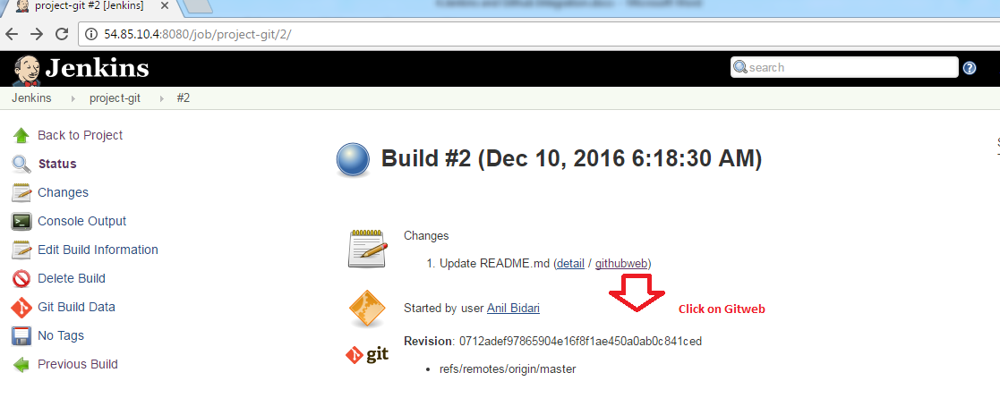 project-git #2 [Jenkins]
54.85.10.4:8080/job/project-git/2/
Jenkins
search
Jenkins project-git #2
Back to Project
Status
Changes
Console Output
Edit Build Information
Delete Build
Git Build Data
No Tags
Previous Build
Build #2 (Dec 10, 2016 6:18:30 AM)
Changes
1. Update README.md (detail / githubweb)
Click on Gitweb
Started by user Anil Bidari
Revision: 0712adef97865904e16f8f1ae450a0ab0c841ced
git
refs/remotes/origin/master